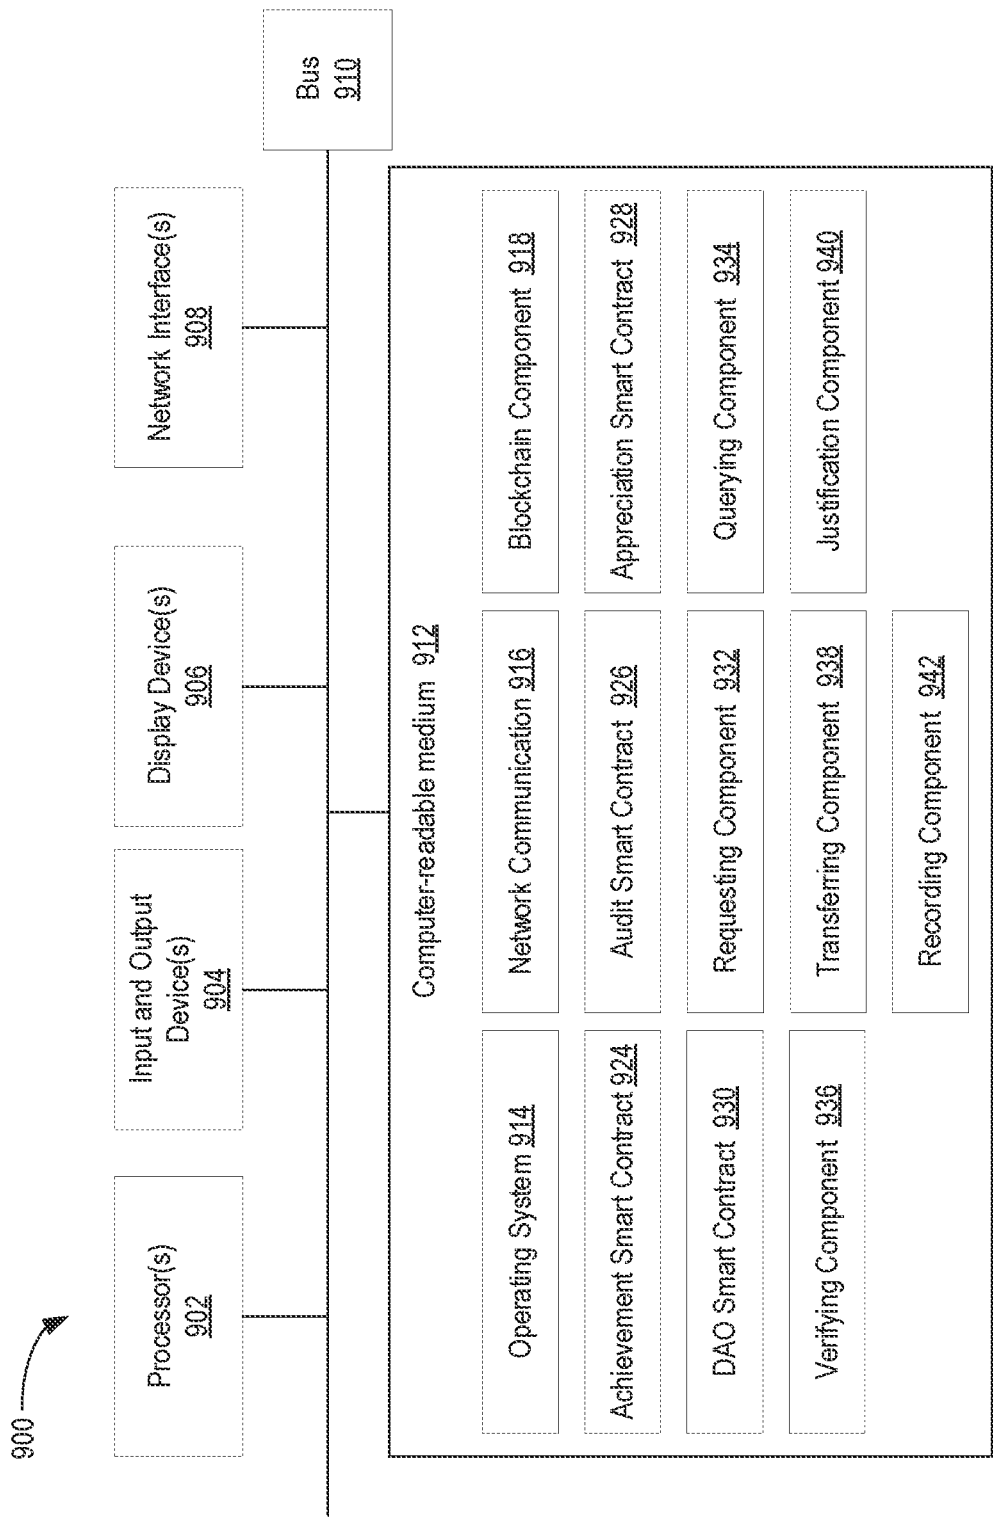 900
Processor(s)
902
Input and Output
Device(s)
904
Display Device(s)
906
Network Interface(s)
908
Bus
910
Computer-readable medium 912
Operating System 914
Network Communication 916
Blockchain Component 918
Achievement Smart Contract 924
Audit Smart Contract 926
Appreciation Smart Contract 928
DAO Smart Contract 930
Requesting Component 932
Querying Component 934
Verifying Component 936
Transferring Component 938
Justification Component 940
Recording Component 942